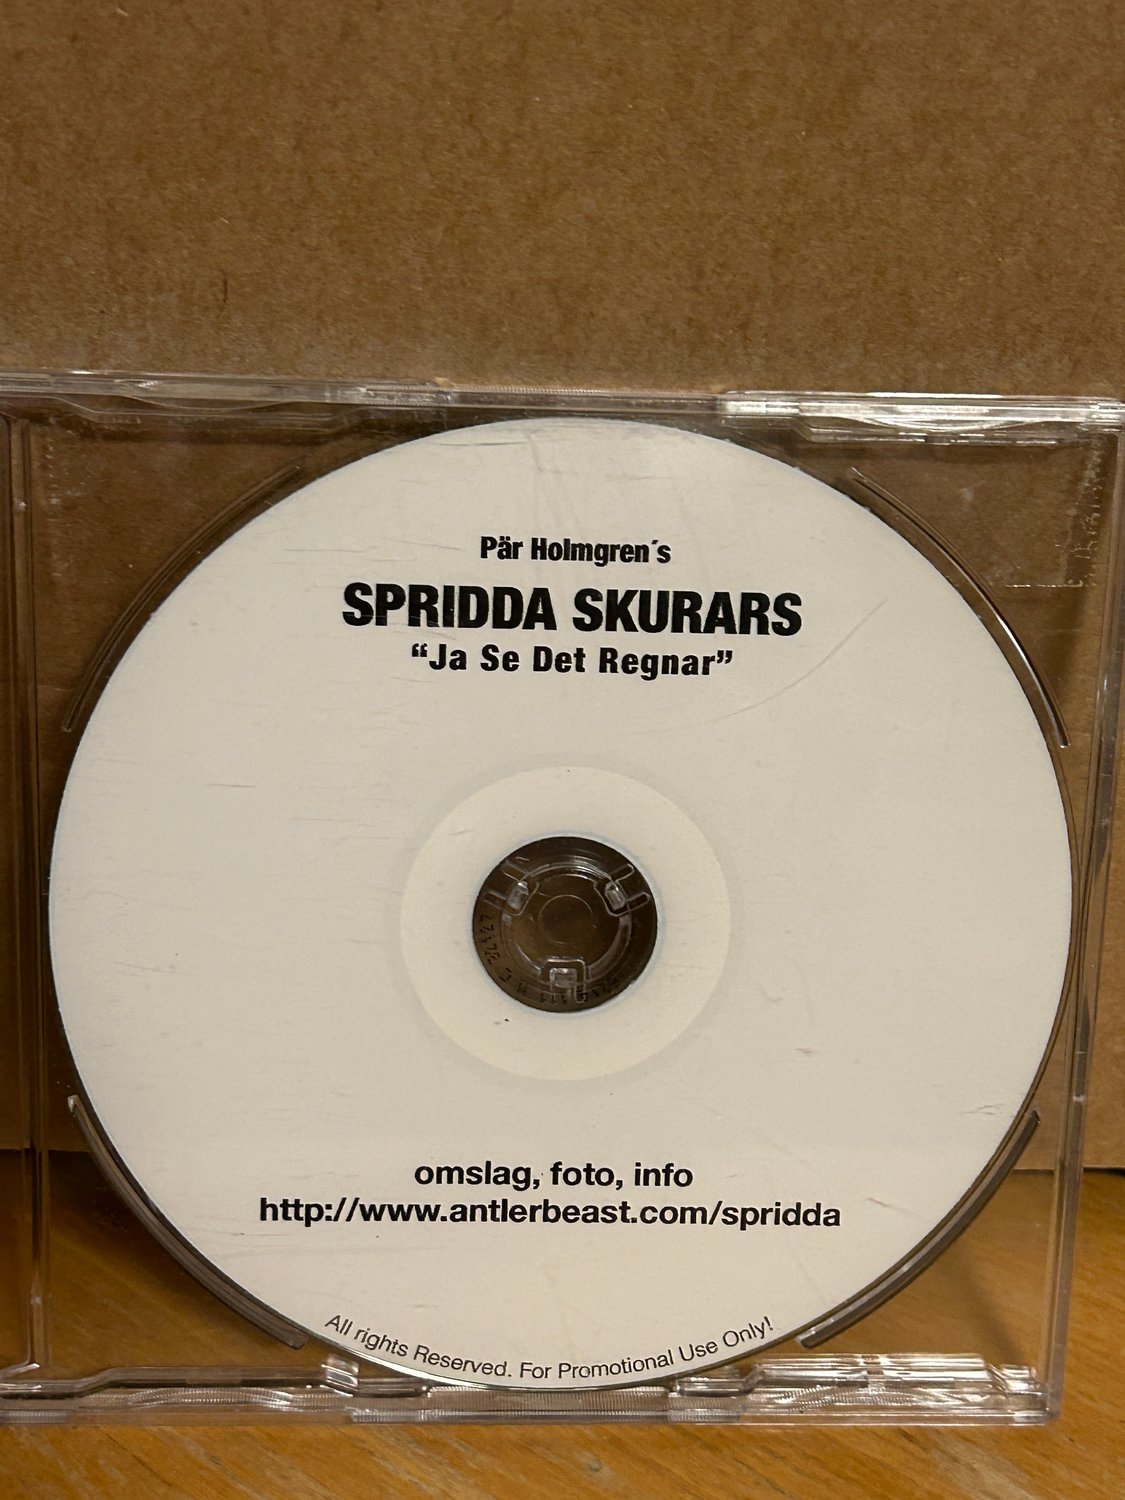 Pär Holmgren´s
SPRIDDA SKURARS
“Ja Se Det Regnar”
omslag, foto, info
http://www.antlerbeast.com/spridda
All rights Reserved. For Promotional Use Only!